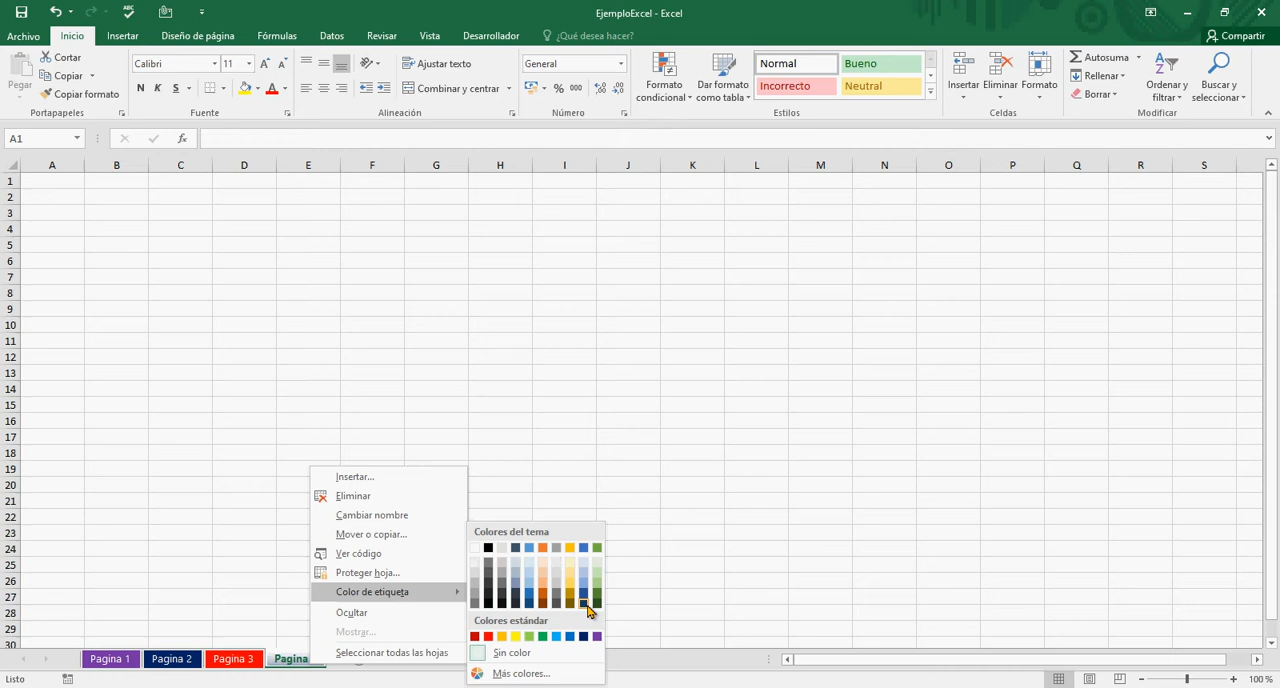 EjemploExcel - Excel
Archivo Inicio Insertar Diseño de página Fórmulas Datos Revisar Vista Desarrollador ¿Qué desea hacer? Compartir
Pegar
Cortar
Copiar
Copiar formato
Portapapeles
Calibri 11
N K S A
Fuente
Ajustar texto
Combinar y centrar
Alineación
General
% 000
Número
Formato condicional
Dar formato como tabla
Normal Bueno
Incorrecto Neutral
Estilos
Insertar Eliminar Formato
Celdas
Autosuma
Rellenar
Borrar
Ordenar y filtrar
Buscar y seleccionar
Modificar
A1 fx
A B C D E F G H I J K L M N O P Q R S
1
2
3
4
5
6
7
8
9
10
11
12
13
14
15
16
17
18
19
20
21
22
23
24
25
26
27
28
29
30
Insertar...
Eliminar
Cambiar nombre
Mover o copiar...
Ver código
Proteger hoja...
Color de etiqueta
Ocultar
Mostrar...
Seleccionar todas las hojas
Colores del tema
Colores estándar
Sin color
Más colores...
Pagina 1 Pagina 2 Pagina 3 Pagina
Listo 100 %